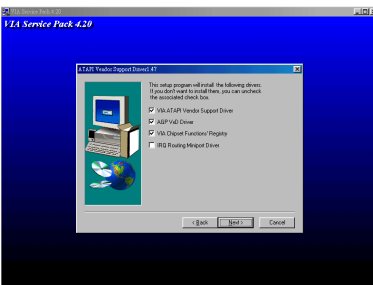 VIA Service Pack 4.20
VIA Service Pack 4.20
ATAPI Vendor Support Driver1.47
This setup program will install the following drivers.
If you don't want to install them, you can uncheck
the associated check box.
VIA ATAPI Vendor Support Driver
AGP VxD Driver
VIA Chipset Functions' Registry
IRQ Routing Miniport Driver
< Back
Next >
Cancel